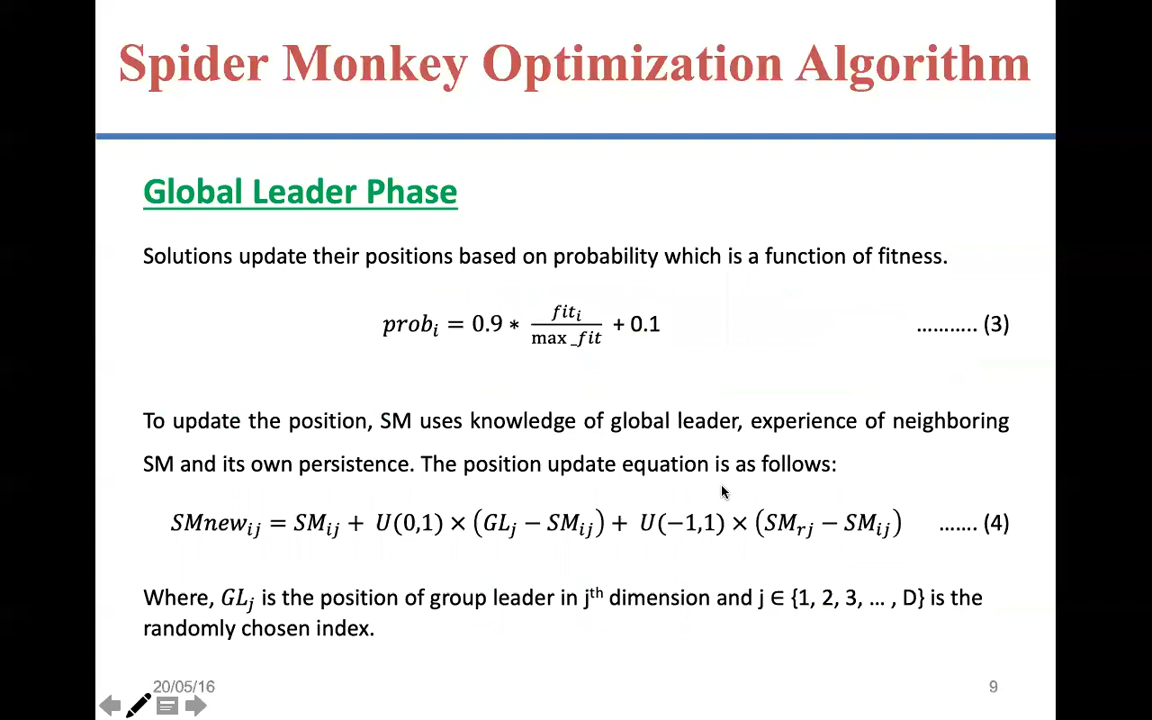 Spider Monkey Optimization Algorithm
Global Leader Phase
Solutions update their positions based on probability which is a function of fitness.
prob_i = 0.9 * fit_i / max _fit + 0.1 ……….. (3)
To update the position, SM uses knowledge of global leader, experience of neighboring
SM and its own persistence. The position update equation is as follows:
SMnew_ij = SM_ij + U(0,1) × (GL_j − SM_ij) + U(−1,1) × (SM_rj − SM_ij) ……. (4)
Where, GL_j is the position of group leader in jth dimension and j ∈ {1, 2, 3, … , D} is the
randomly chosen index.
20/05/16 9